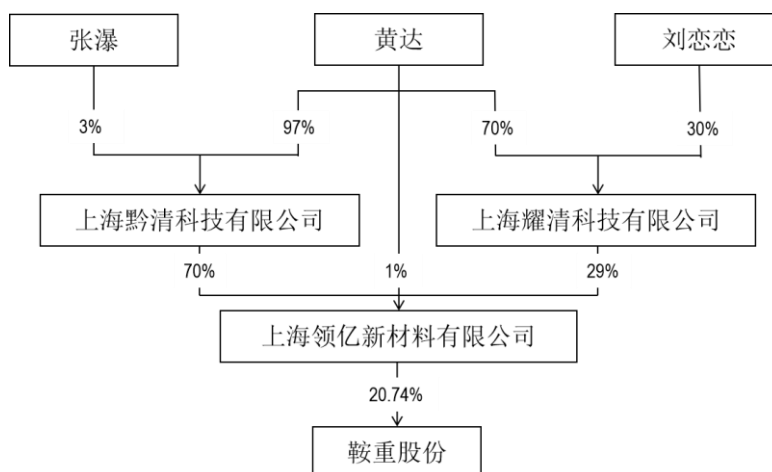 张瀑
黄达
刘恋恋
3%
97%
70%
30%
上海黔清科技有限公司
上海耀清科技有限公司
70%
1%
29%
上海领亿新材料有限公司
20.74%
鞍重股份